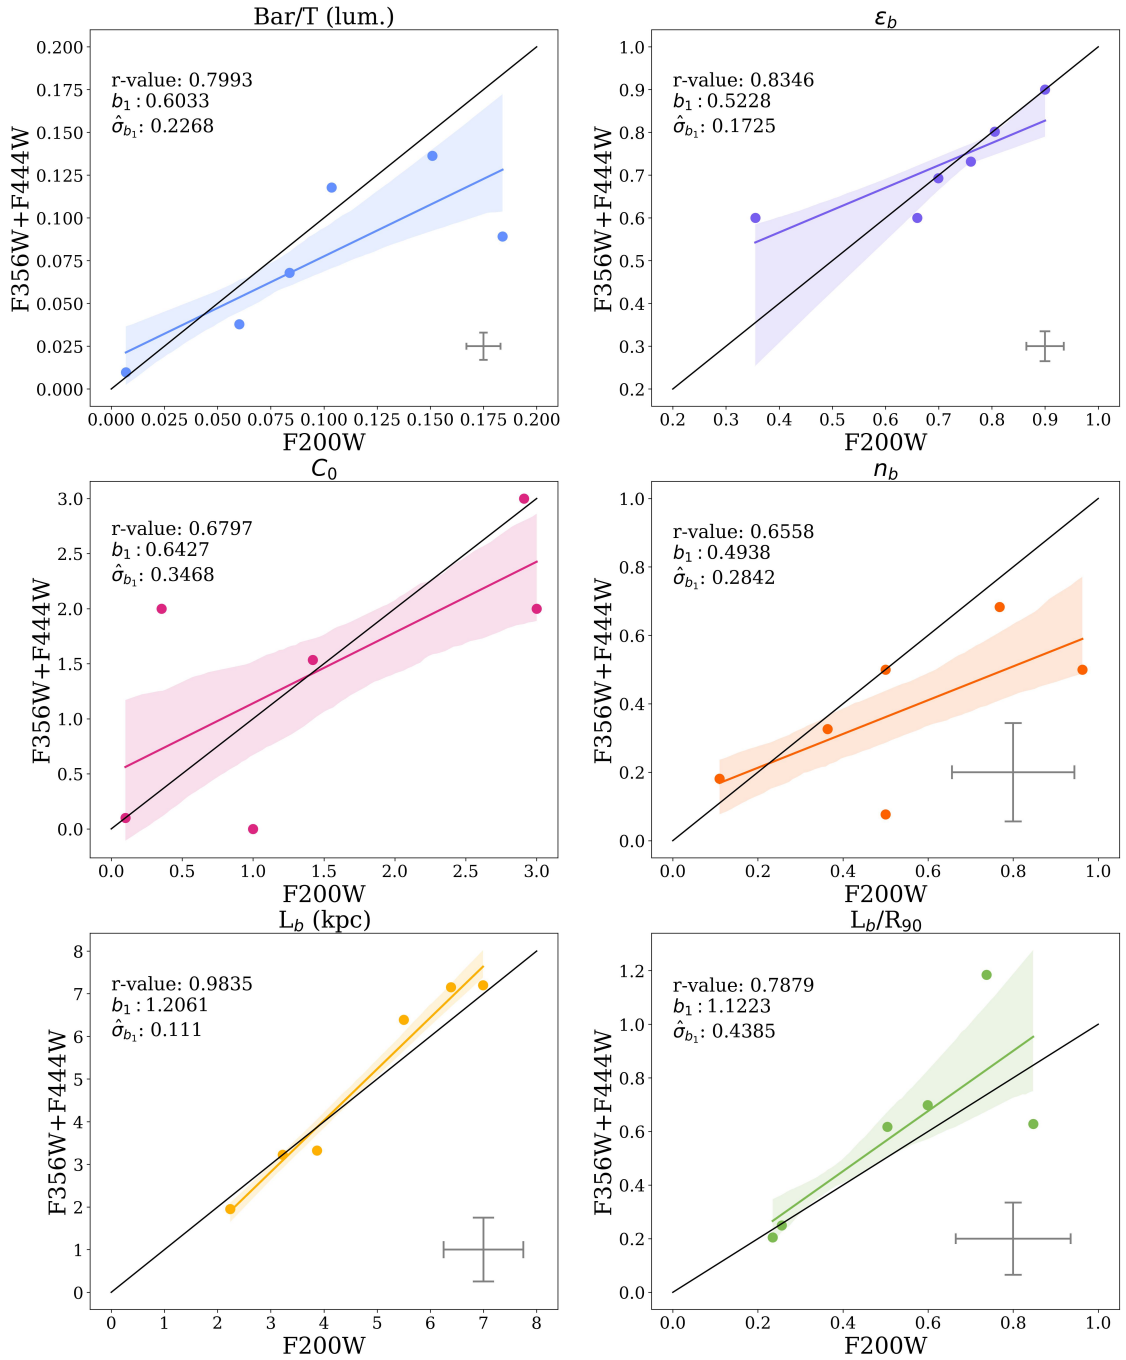 Bar/T (lum.)
r-value: 0.7993
b₁ : 0.6033
σ̂_b₁: 0.2268
F356W+F444W
0.200
0.175
0.150
0.125
0.100
0.075
0.050
0.025
0.000
0.000 0.025 0.050 0.075 0.100 0.125 0.150 0.175 0.200
F200W
ε_b
r-value: 0.8346
b₁ : 0.5228
σ̂_b₁: 0.1725
F356W+F444W
1.0
0.9
0.8
0.7
0.6
0.5
0.4
0.3
0.2
0.2 0.3 0.4 0.5 0.6 0.7 0.8 0.9 1.0
F200W
C₀
r-value: 0.6797
b₁ : 0.6427
σ̂_b₁: 0.3468
F356W+F444W
3.0
2.5
2.0
1.5
1.0
0.5
0.0
0.0 0.5 1.0 1.5 2.0 2.5 3.0
F200W
n_b
r-value: 0.6558
b₁ : 0.4938
σ̂_b₁: 0.2842
F356W+F444W
1.0
0.8
0.6
0.4
0.2
0.0
0.0 0.2 0.4 0.6 0.8 1.0
F200W
L_b (kpc)
r-value: 0.9835
b₁ : 1.2061
σ̂_b₁: 0.111
F356W+F444W
8
7
6
5
4
3
2
1
0
0 1 2 3 4 5 6 7 8
F200W
L_b/R₉₀
r-value: 0.7879
b₁ : 1.1223
σ̂_b₁: 0.4385
F356W+F444W
1.2
1.0
0.8
0.6
0.4
0.2
0.0
0.0 0.2 0.4 0.6 0.8 1.0
F200W